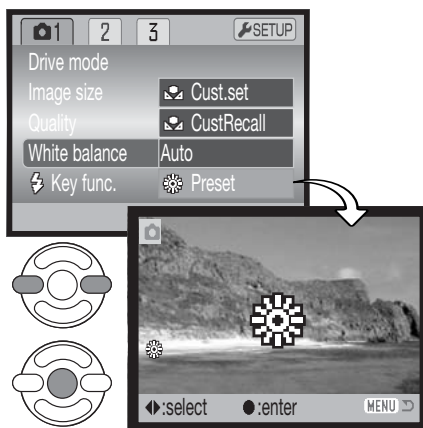 1 2 3 SETUP
Drive mode
Image size Cust.set
Quality CustRecall
White balance Auto
Key func. Preset
:select :enter MENU